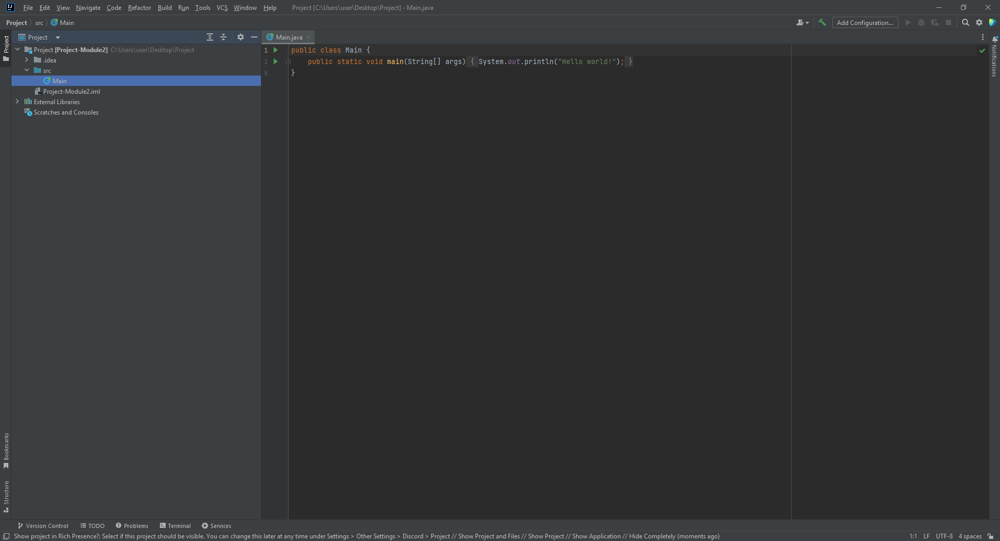 File Edit View Navigate Code Refactor Build Run Tools VCS Window Help Project [C:\Users\user\Desktop\Project] - Main.java
Project src Main Add Configuration...
Project
Project
Main.java
Project [Project-Module2] C:\Users\user\Desktop\Project
.idea
src
Main
Project-Module2.iml
External Libraries
Scratches and Consoles
1 public class Main {
2 public static void main(String[] args) { System.out.println("Hello world!"); }
5 }
Notifications
Bookmarks
Structure
Version Control TODO Problems Terminal Services
Show project in Rich Presence?: Select if this project should be visible. You can change this later at any time under Settings > Other Settings > Discord > Project // Show Project and Files // Show Project // Show Application // Hide Completely (moments ago) 1:1 LF UTF-8 4 spaces